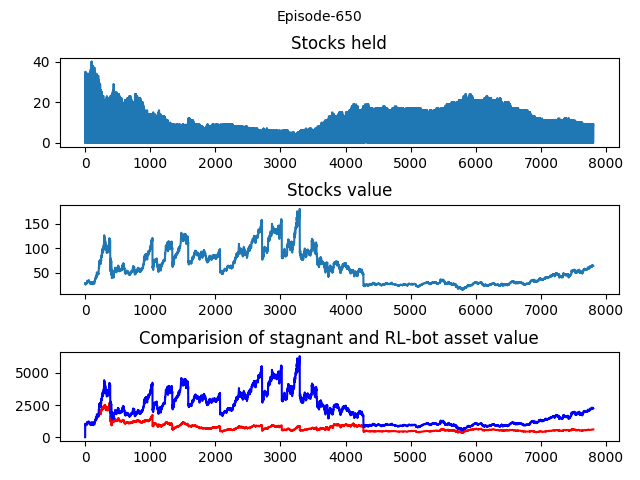 Episode-650
Stocks held
40
20
0
0 1000 2000 3000 4000 5000 6000 7000 8000
Stocks value
150
100
50
0 1000 2000 3000 4000 5000 6000 7000 8000
Comparision of stagnant and RL-bot asset value
5000
2500
0
0 1000 2000 3000 4000 5000 6000 7000 8000